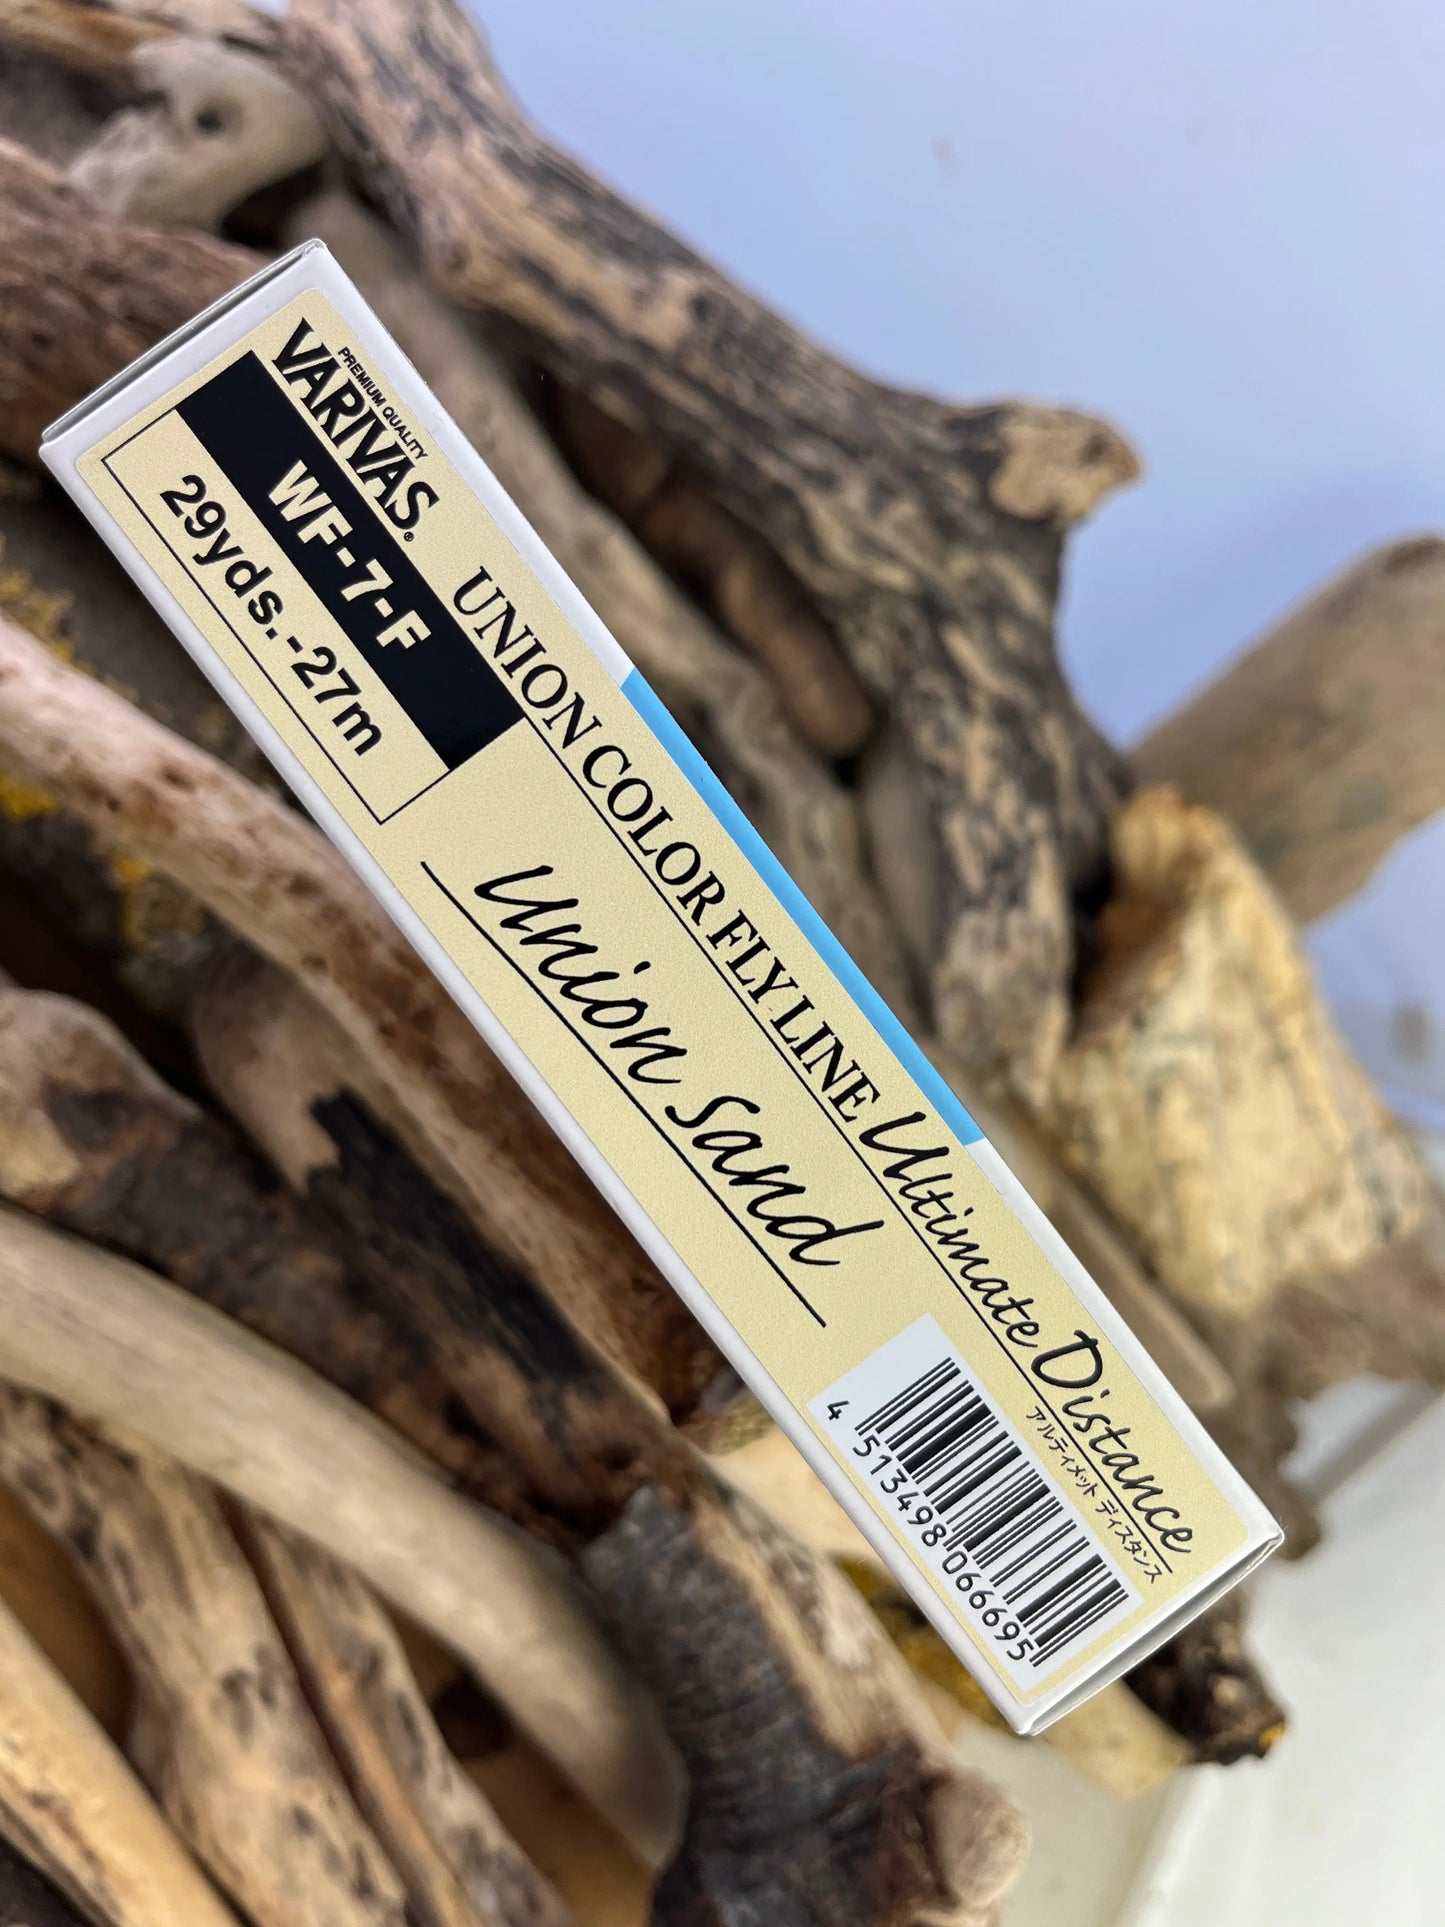 PREMIUM QUALITY
VARIVAS®
WF-7-F
29yds.-27m
UNION COLOR FLY LINE Ultimate Distance
アルティメット ディスタンス
Union Sand
4 513498 066695